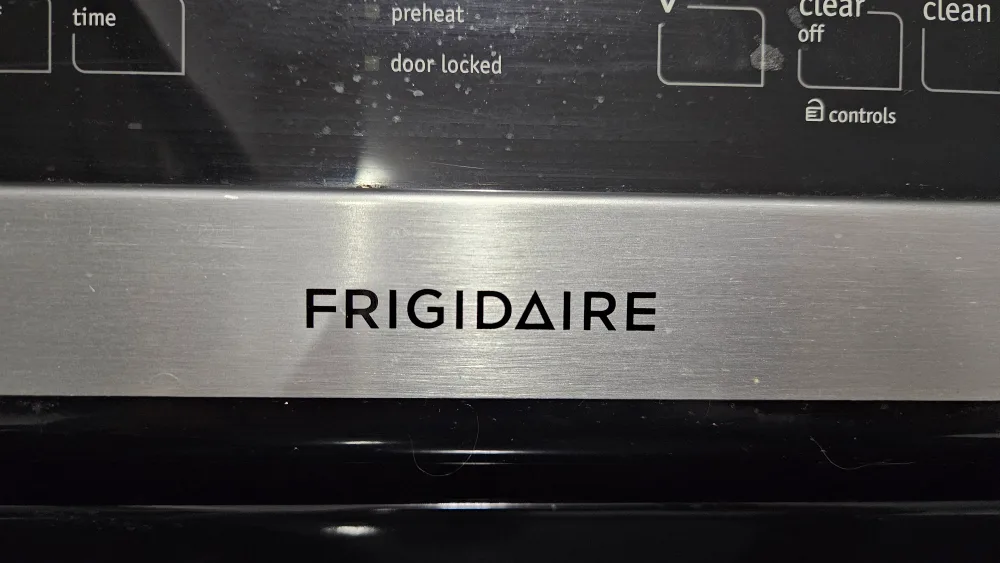 time
preheat
clear
clean
off
door locked
controls
FRIGIDAIRE